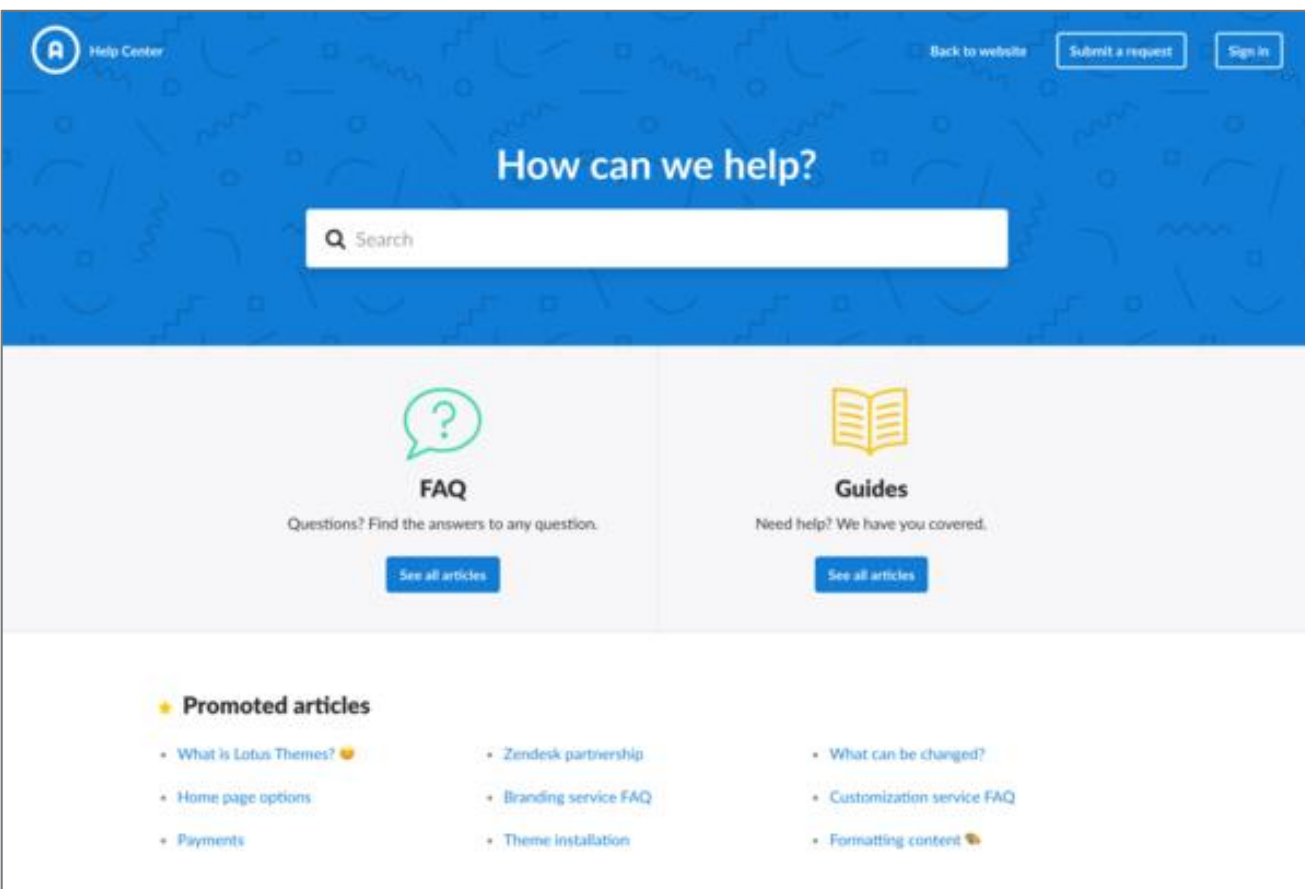 A Help Center Back to website Submit a request Sign in
How can we help?
Search
FAQ Guides
Questions? Find the answers to any question. Need help? We have you covered.
See all articles See all articles
Promoted articles
What is Lotus Themes? Zendesk partnership What can be changed?
Home page options Branding service FAQ Customization service FAQ
Payments Theme installation Formatting content